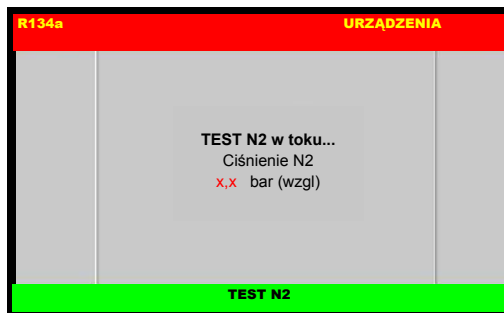 R134a URZĄDZENIA
TEST N2 w toku...
Ciśnienie N2
x,x bar (wzgl)
TEST N2